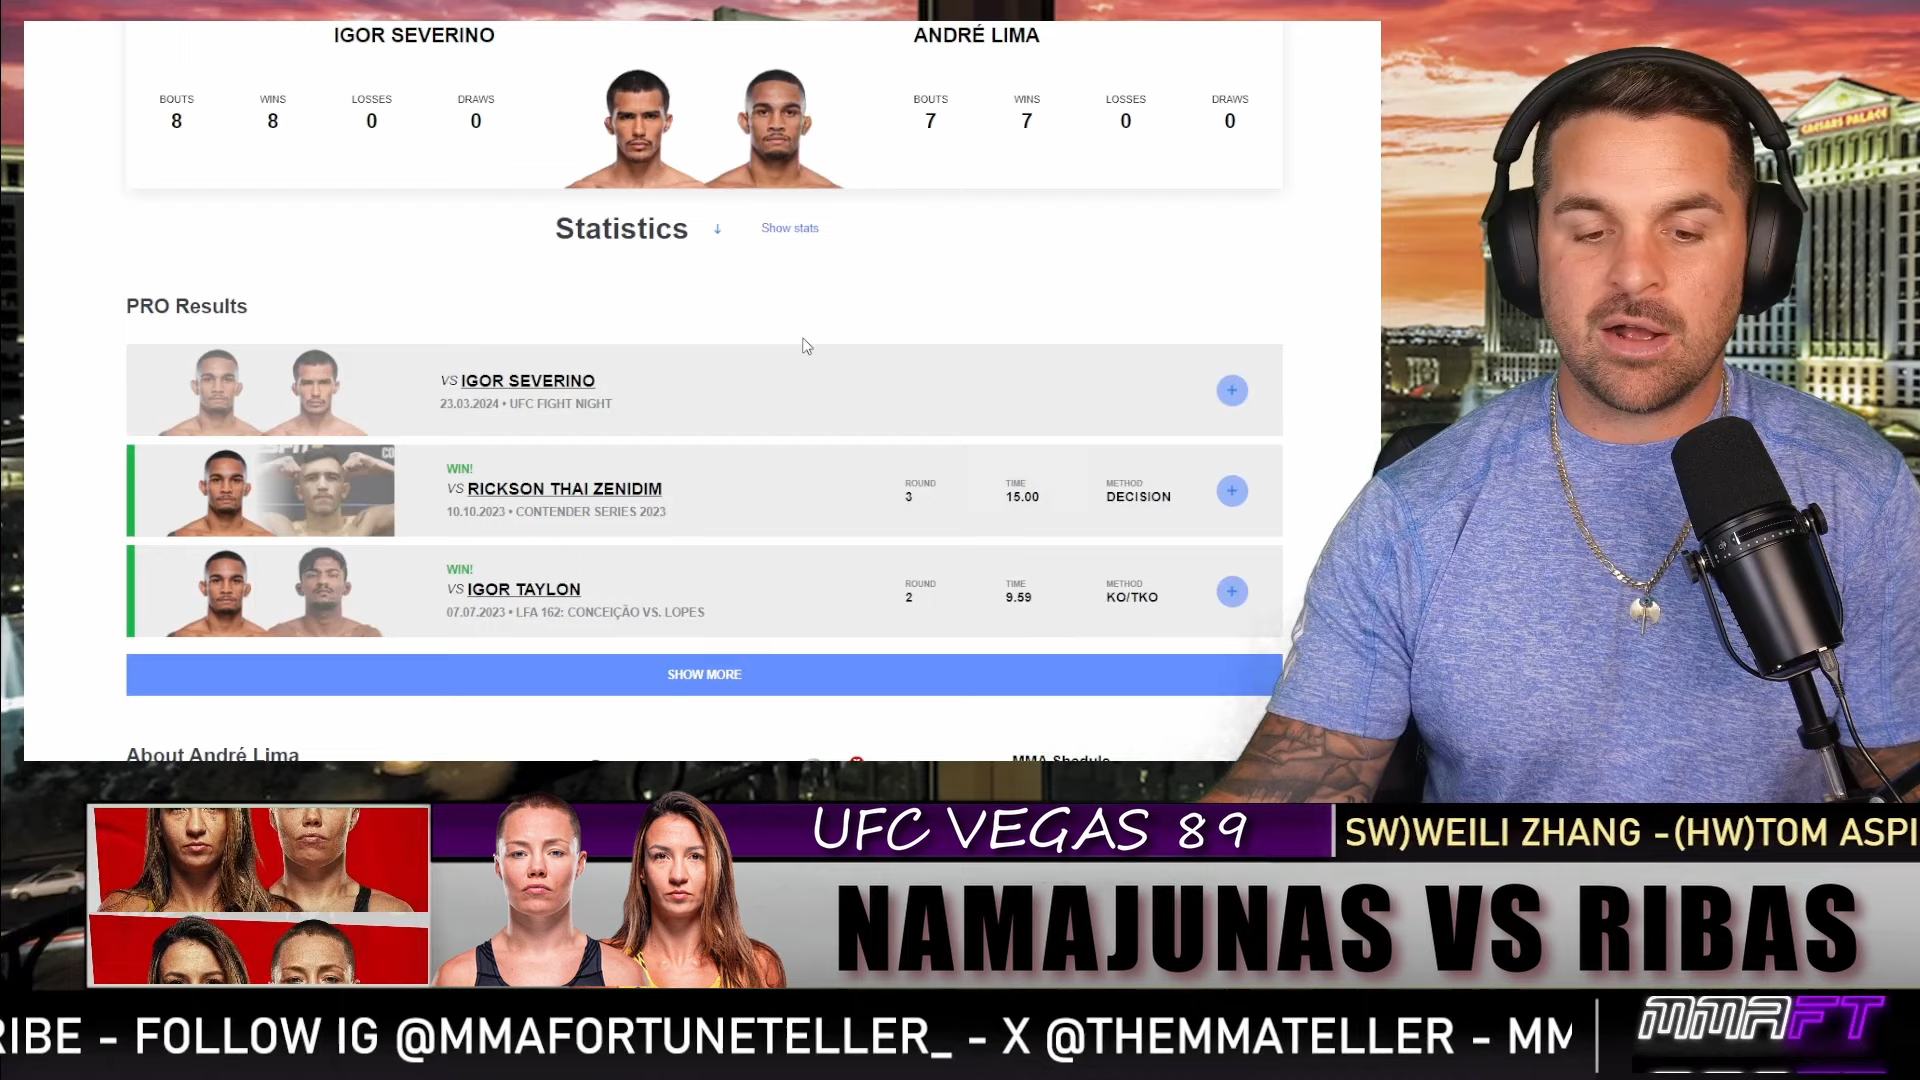 IGOR SEVERINO
ANDRÉ LIMA
BOUTS WINS LOSSES DRAWS
8 8 0 0
BOUTS WINS LOSSES DRAWS
7 7 0 0
Statistics ↓ Show stats
PRO Results
VS IGOR SEVERINO
23.03.2024 • UFC FIGHT NIGHT
+
WIN!
VS RICKSON THAI ZENIDIM
10.10.2023 • CONTENDER SERIES 2023
ROUND TIME METHOD
3 15.00 DECISION
+
WIN!
VS IGOR TAYLON
07.07.2023 • LFA 162: CONCEIÇÃO VS. LOPES
ROUND TIME METHOD
2 9.59 KO/TKO
+
SHOW MORE
About André Lima
MMA Shedule
CAESARS PALACE
UFC VEGAS 89
SW)WEILI ZHANG -(HW)TOM ASPI
NAMAJUNAS VS RIBAS
RIBE - FOLLOW IG @MMAFORTUNETELLER_ - X @THEMMATELLER - MM
MMAFT